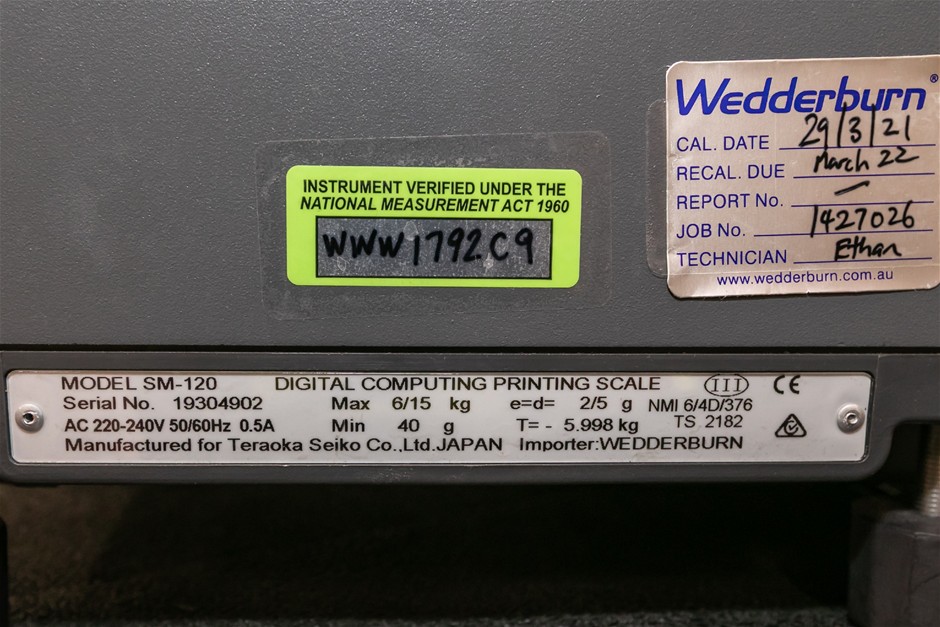 Wedderburn®
CAL. DATE 29/3/21
RECAL. DUE March 22
REPORT No. –
JOB No. 1427026
TECHNICIAN Ethan
www.wedderburn.com.au
INSTRUMENT VERIFIED UNDER THE
NATIONAL MEASUREMENT ACT 1960
WWW1792C9
MODEL SM-120 DIGITAL COMPUTING PRINTING SCALE III CE
Serial No. 19304902 Max 6/15 kg e=d= 2/5 g NMI 6/4D/376
AC 220-240V 50/60Hz 0.5A Min 40 g T= - 5.998 kg TS 2182
Manufactured for Teraoka Seiko Co.,Ltd.JAPAN Importer:WEDDERBURN